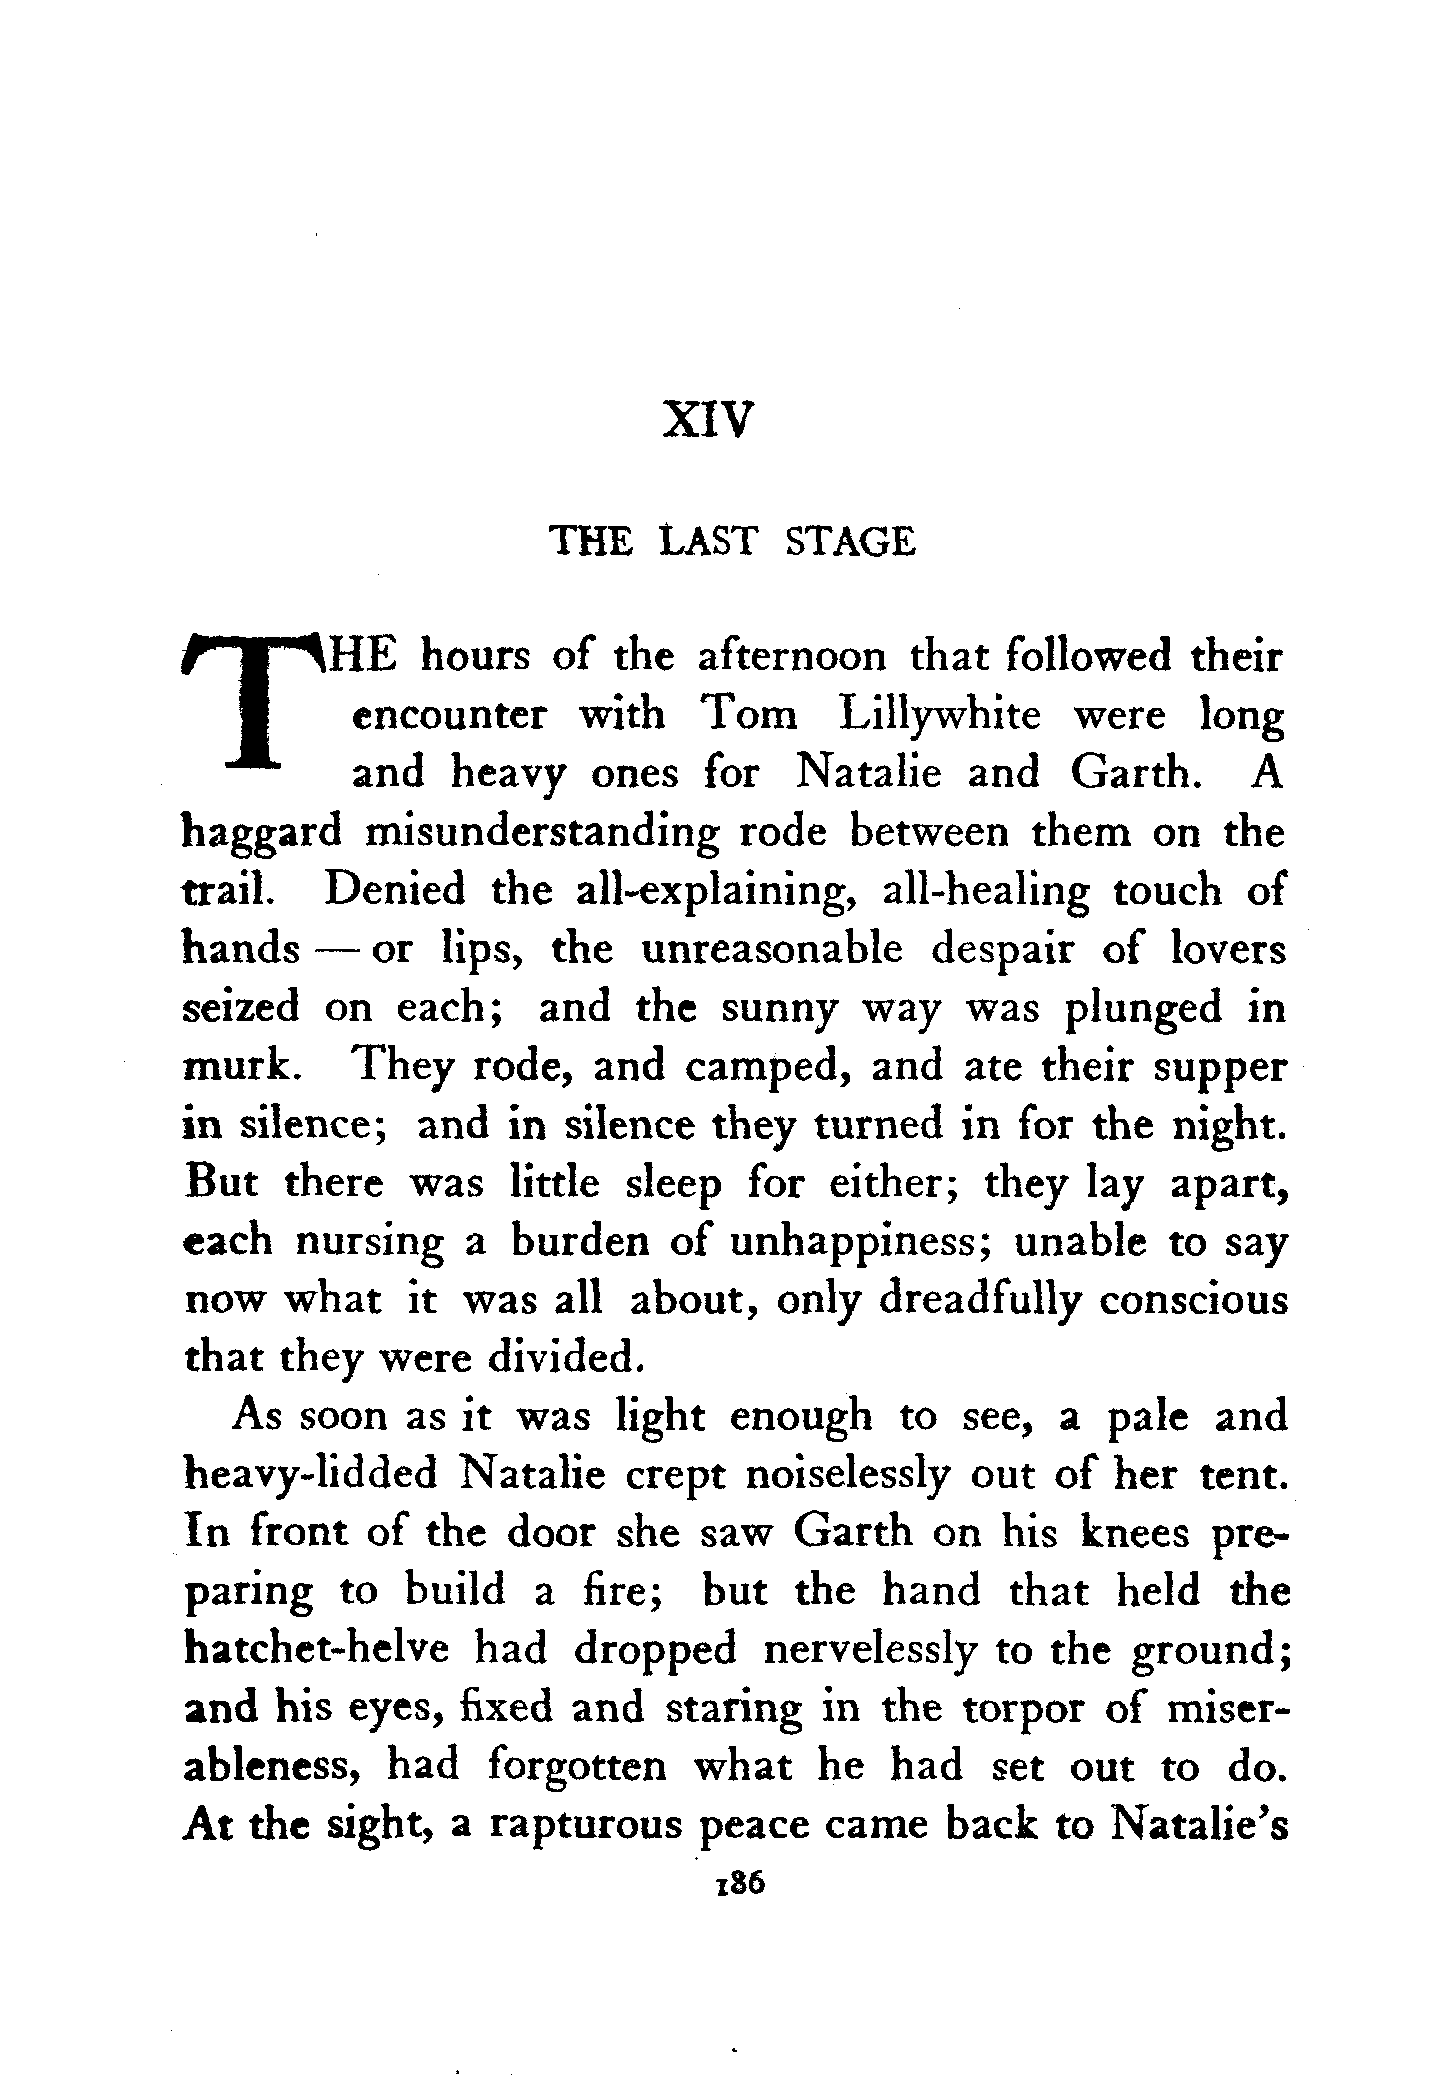 XIV
THE LAST STAGE
THE hours of the afternoon that followed their
encounter with Tom Lillywhite were long
and heavy ones for Natalie and Garth. A
haggard misunderstanding rode between them on the
trail. Denied the all-explaining, all-healing touch of
hands — or lips, the unreasonable despair of lovers
seized on each; and the sunny way was plunged in
murk. They rode, and camped, and ate their supper
in silence; and in silence they turned in for the night.
But there was little sleep for either; they lay apart,
each nursing a burden of unhappiness; unable to say
now what it was all about, only dreadfully conscious
that they were divided.
As soon as it was light enough to see, a pale and
heavy-lidded Natalie crept noiselessly out of her tent.
In front of the door she saw Garth on his knees pre-
paring to build a fire; but the hand that held the
hatchet-helve had dropped nervelessly to the ground;
and his eyes, fixed and staring in the torpor of miser-
ableness, had forgotten what he had set out to do.
At the sight, a rapturous peace came back to Natalie's
186